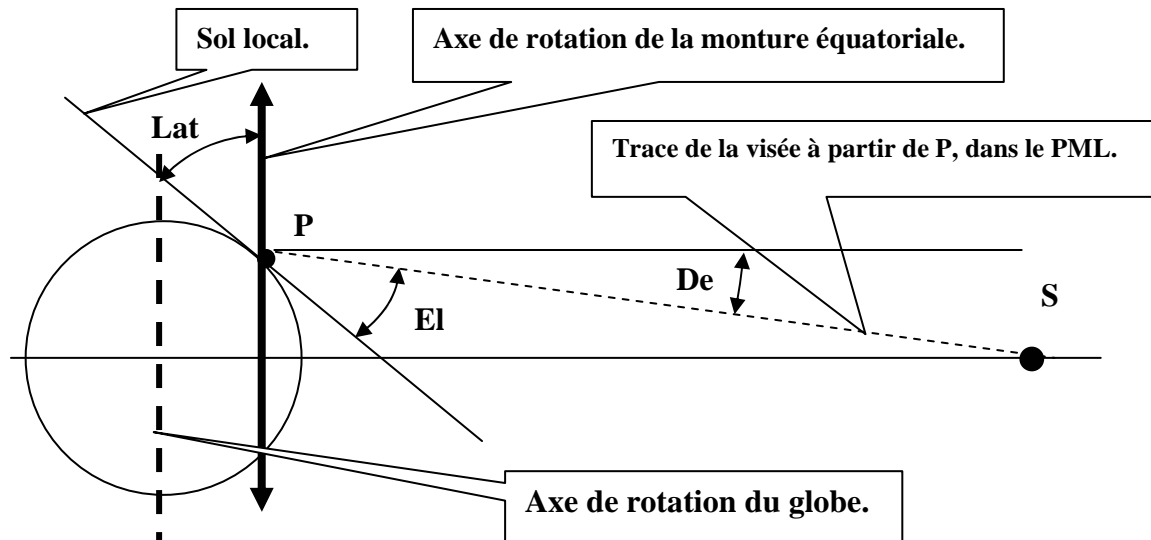 Sol local.
Axe de rotation de la monture équatoriale.
Lat
Trace de la visée à partir de P, dans le PML.
P
De
S
El
Axe de rotation du globe.